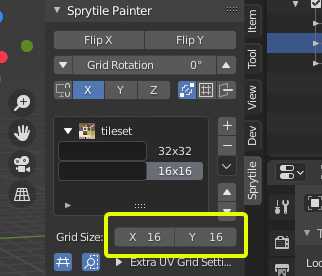 Sprytile Painter
Flip X Flip Y
Grid Rotation 0°
X Y Z
tileset
32x32
16x16
Grid Size: X 16 Y 16
Extra UV Grid Setti...
Item
Tool
View
Dev
Sprytile